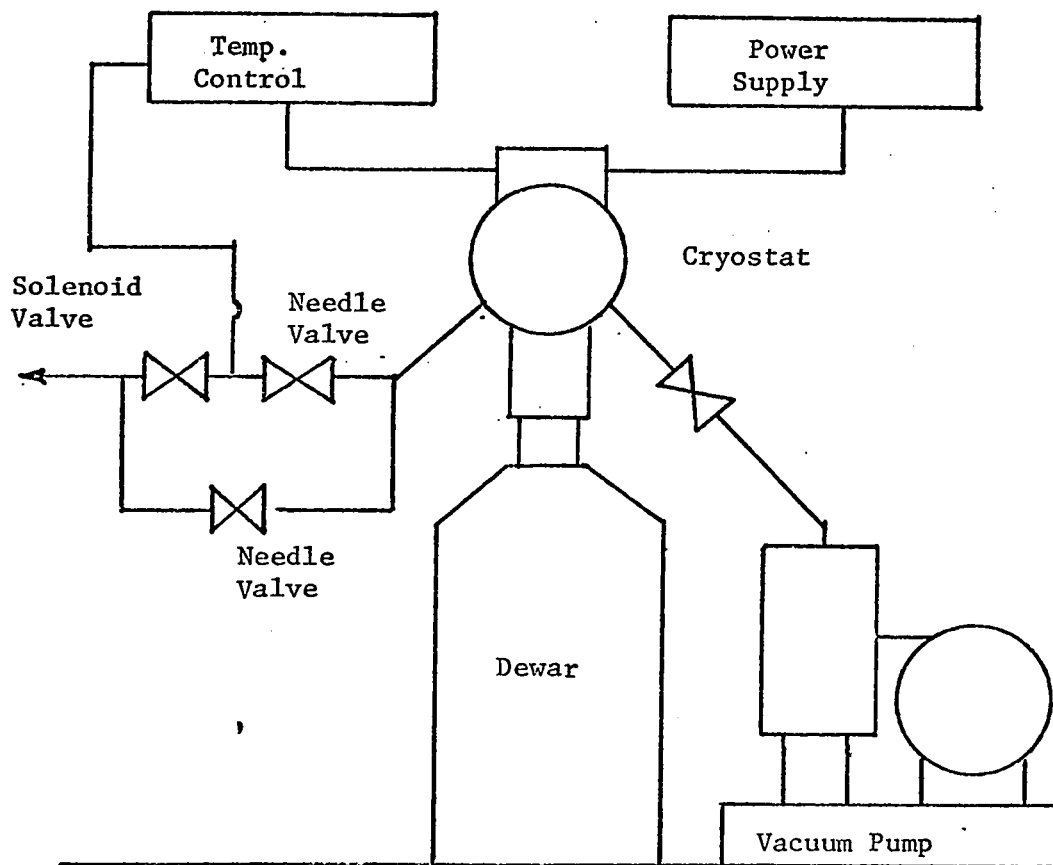 Temp.
Control
Power
Supply
Cryostat
Solenoid
Valve
Needle
Valve
Needle
Valve
Dewar
Vacuum Pump